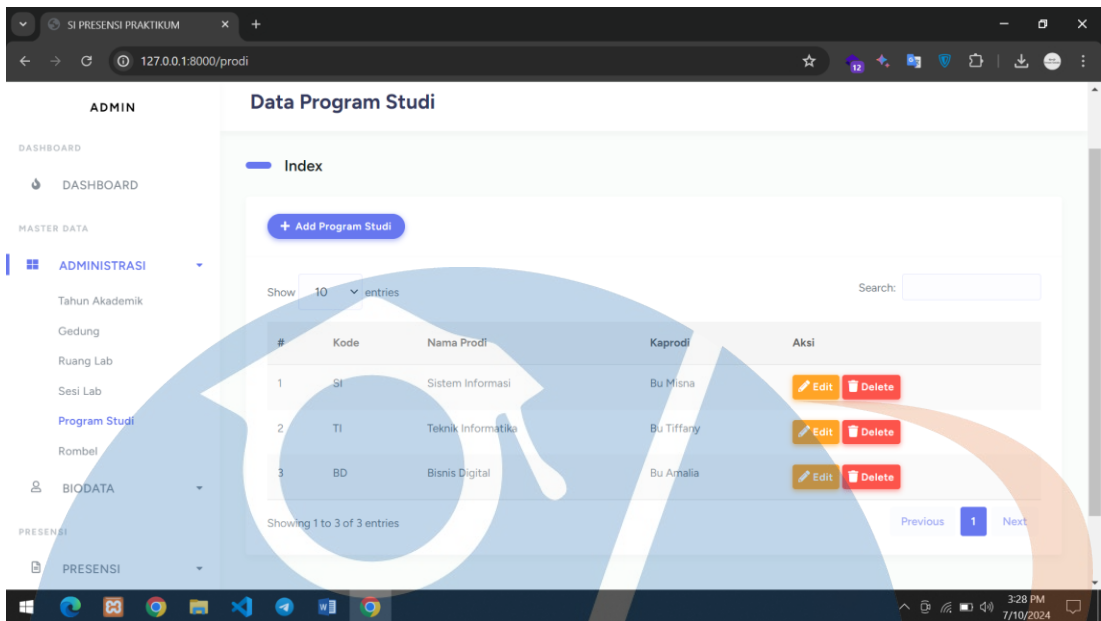 SI PRESENSI PRAKTIKUM
127.0.0.1:8000/prodi
12
ADMIN
Data Program Studi
DASHBOARD
DASHBOARD
Index
MASTER DATA
ADMINISTRASI
Tahun Akademik
Gedung
Ruang Lab
Sesi Lab
Program Studi
Rombel
BIODATA
PRESENSI
PRESENSI
+ Add Program Studi
Show 10 entries
Search:
# Kode Nama Prodi Kaprodi Aksi
1 SI Sistem Informasi Bu Misna Edit Delete
2 TI Teknik Informatika Bu Tiffany Edit Delete
3 BD Bisnis Digital Bu Amalia Edit Delete
Showing 1 to 3 of 3 entries
Previous 1 Next
3:28 PM
7/10/2024